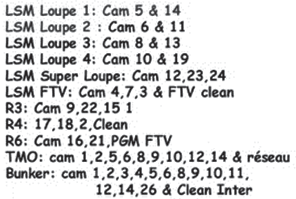 LSM Loupe 1: Cam 5 & 14
LSM Loupe 2 : Cam 6 & 11
LSM Loupe 3: Cam 8 & 13
LSM Loupe 4: Cam 10 & 19
LSM Super Loupe: Cam 12,23,24
LSM FTV: Cam 4,7,3 & FTV clean
R3: Cam 9,22,15 1
R4: 17,18,2,Clean
R6: Cam 16,21,PGM FTV
TMO: cam 1,2,5,6,8,9,10,12,14 & réseau
Bunker: cam 1,2,3,4,5,6,8,9,10,11,
12,14,26 & Clean Inter